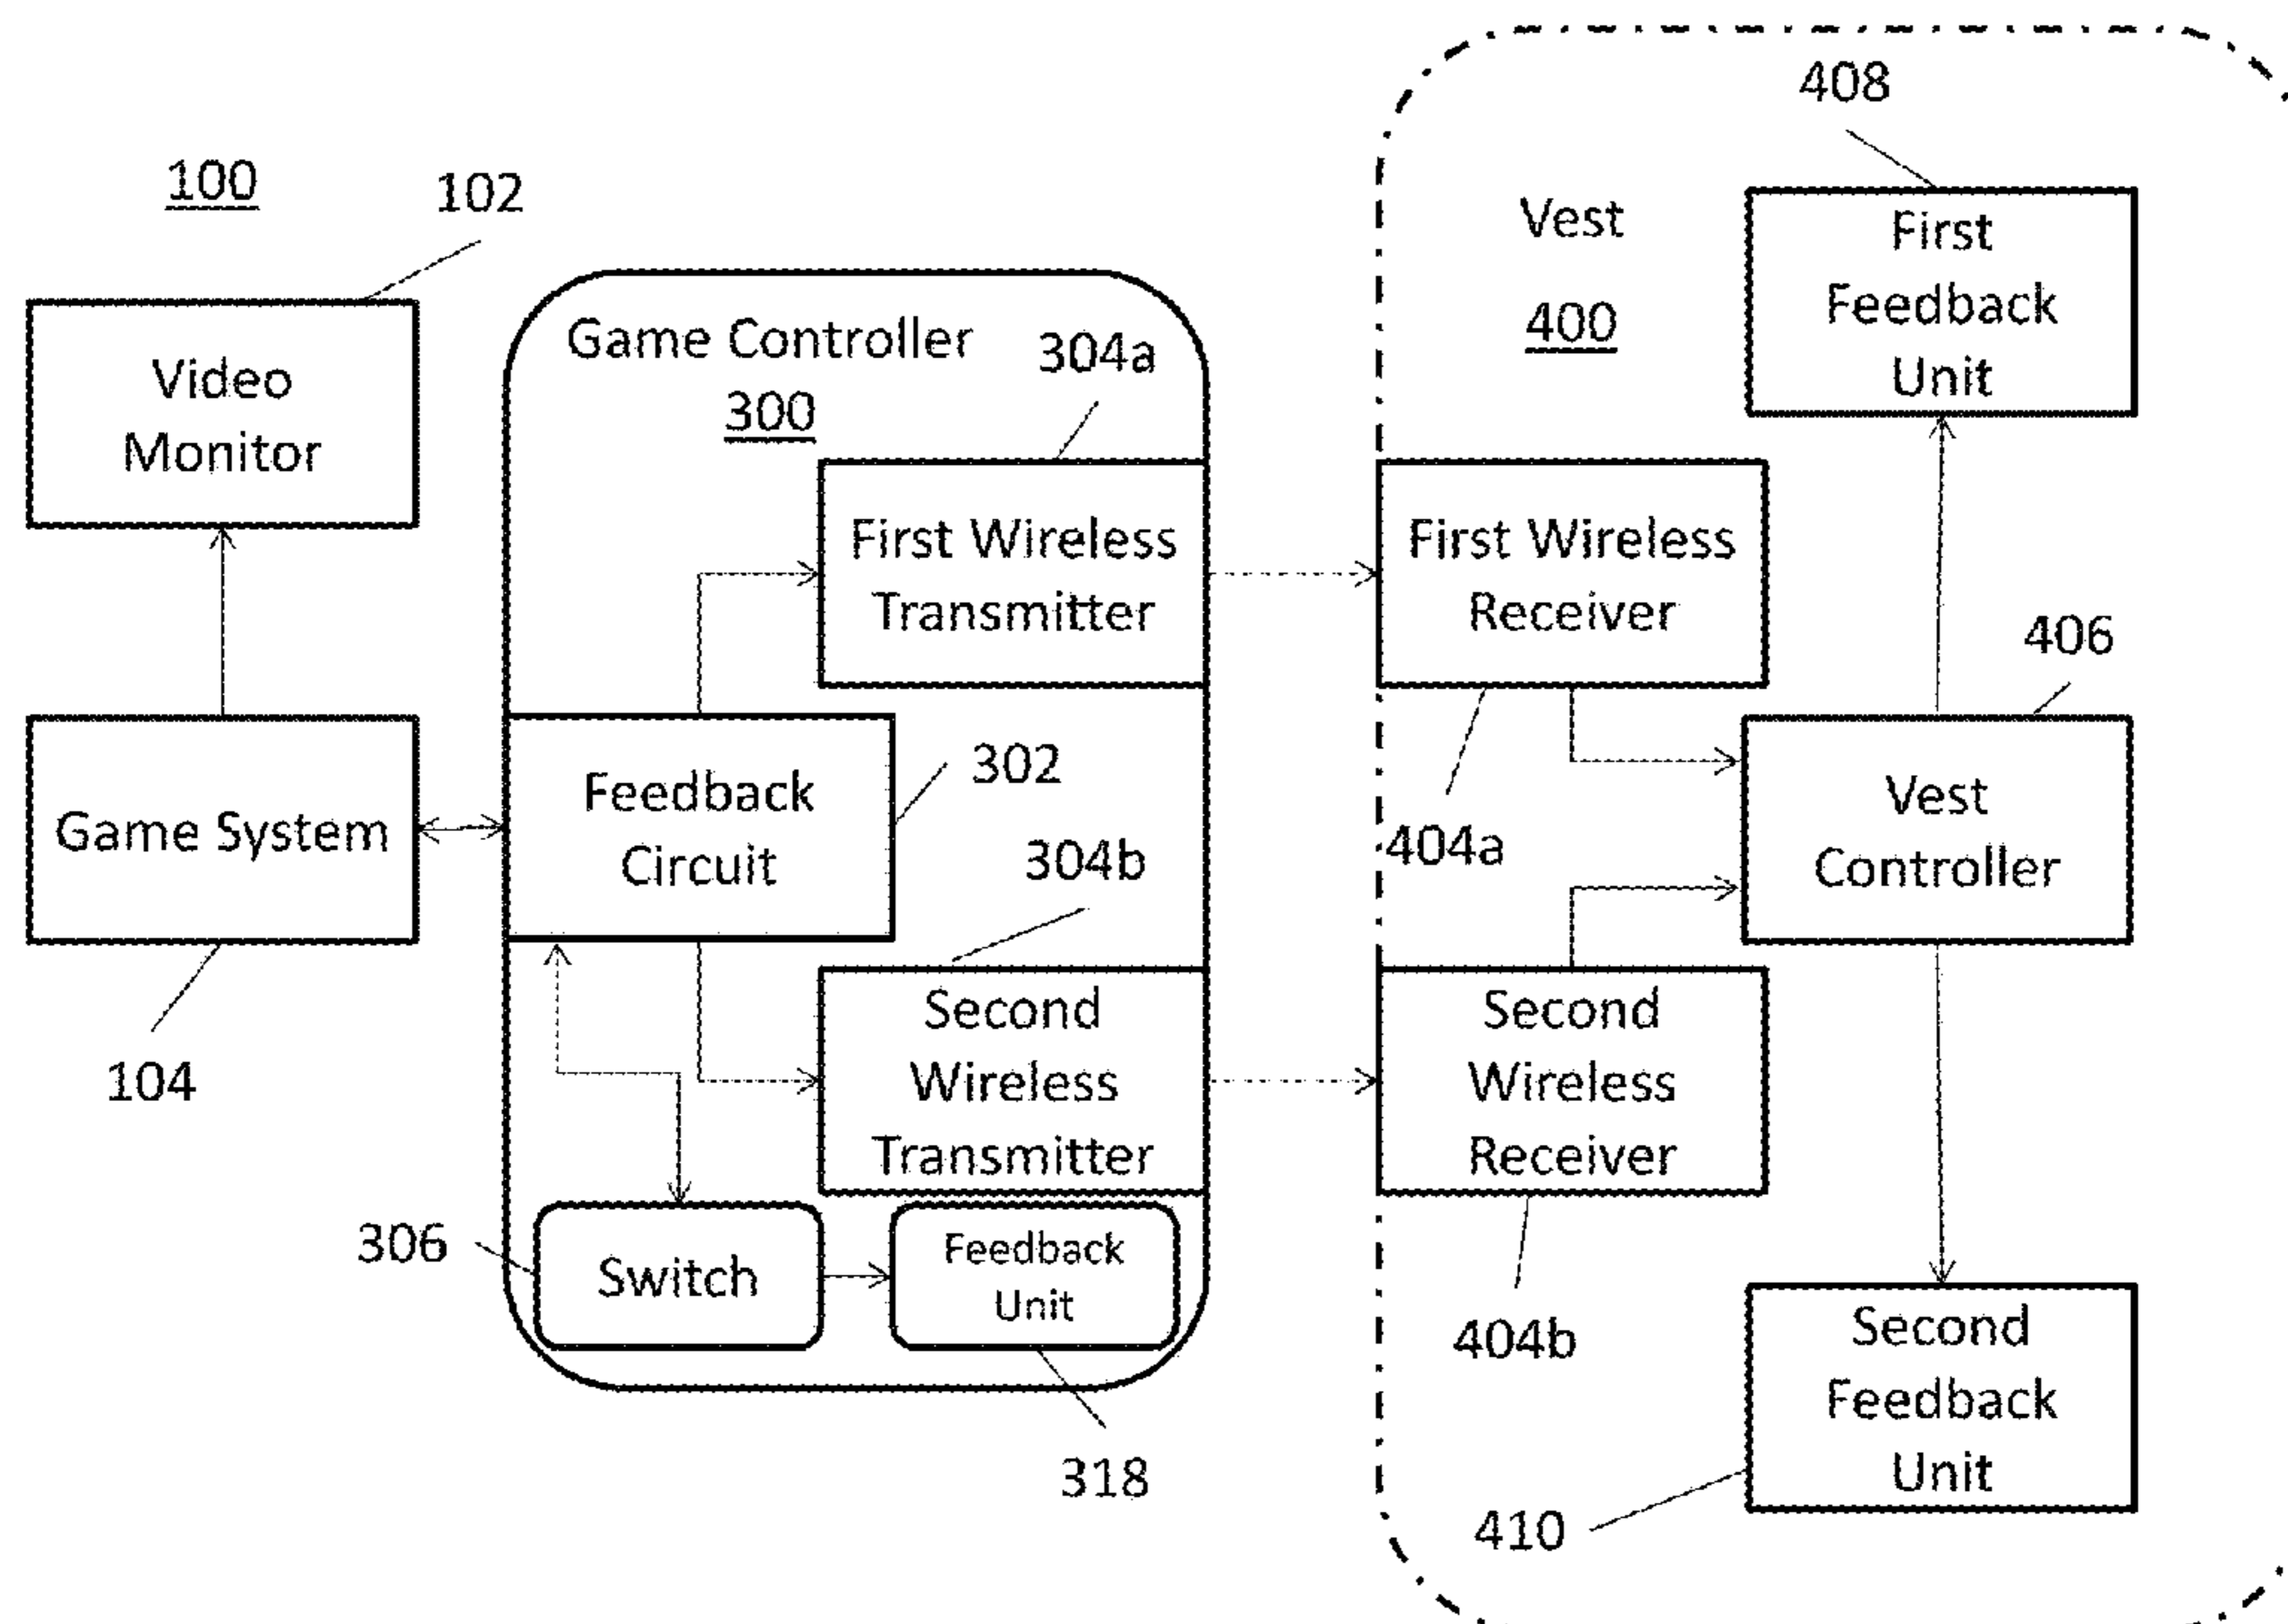 100
102
Video
Monitor
Game System
104
Game Controller
300
304a
First Wireless
Transmitter
Feedback
Circuit
302
304b
Second
Wireless
Transmitter
306
Switch
Feedback
Unit
318
Vest
400
408
First
Feedback
Unit
First Wireless
Receiver
404a
406
Vest
Controller
Second
Wireless
Receiver
404b
Second
Feedback
Unit
410